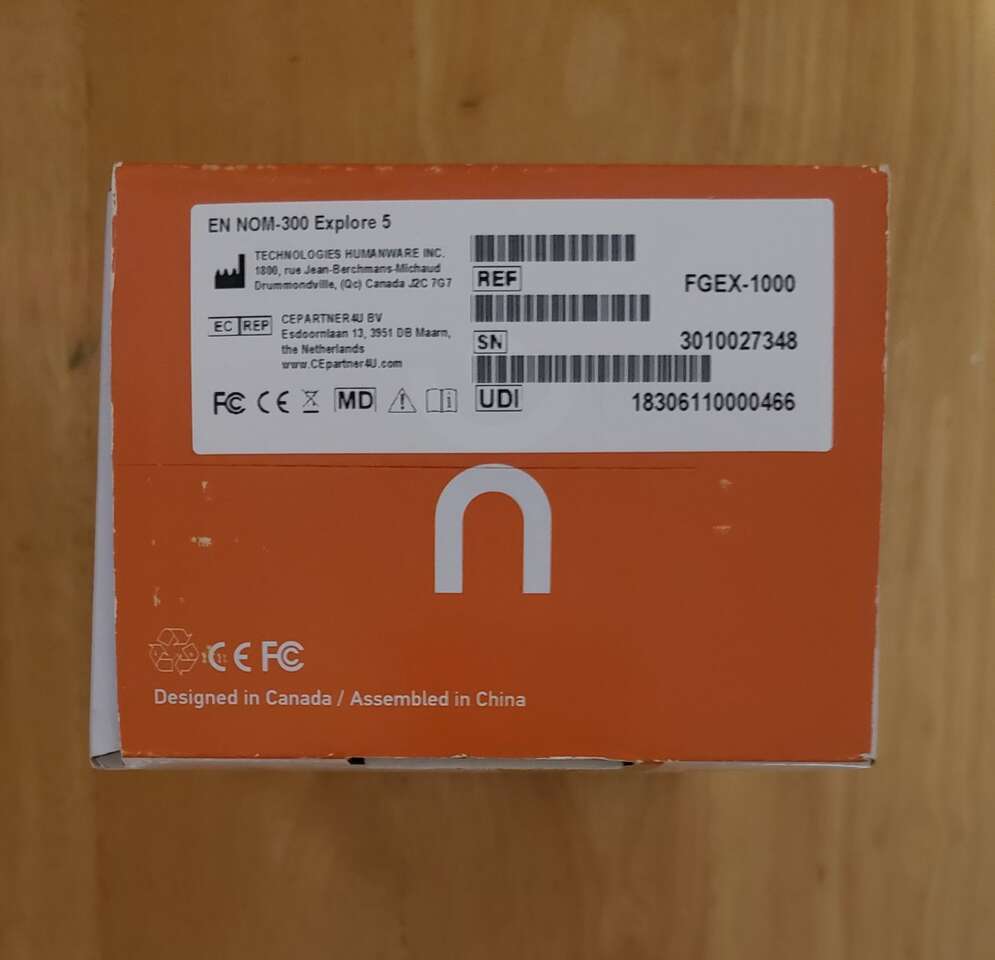 EN NOM-300 Explore 5
TECHNOLOGIES HUMANWARE INC.
1800, rue Jean-Berchmans-Michaud
Drummondville, (Qc) Canada J2C 7G7
EC REP
CEPARTNER4U BV
Esdoornlaan 13, 3951 DB Maarn,
the Netherlands
www.CEpartner4U.com
FC CE MD
REF FGEX-1000
SN 3010027348
UDI 18306110000466
n
CE FC
Designed in Canada / Assembled in China